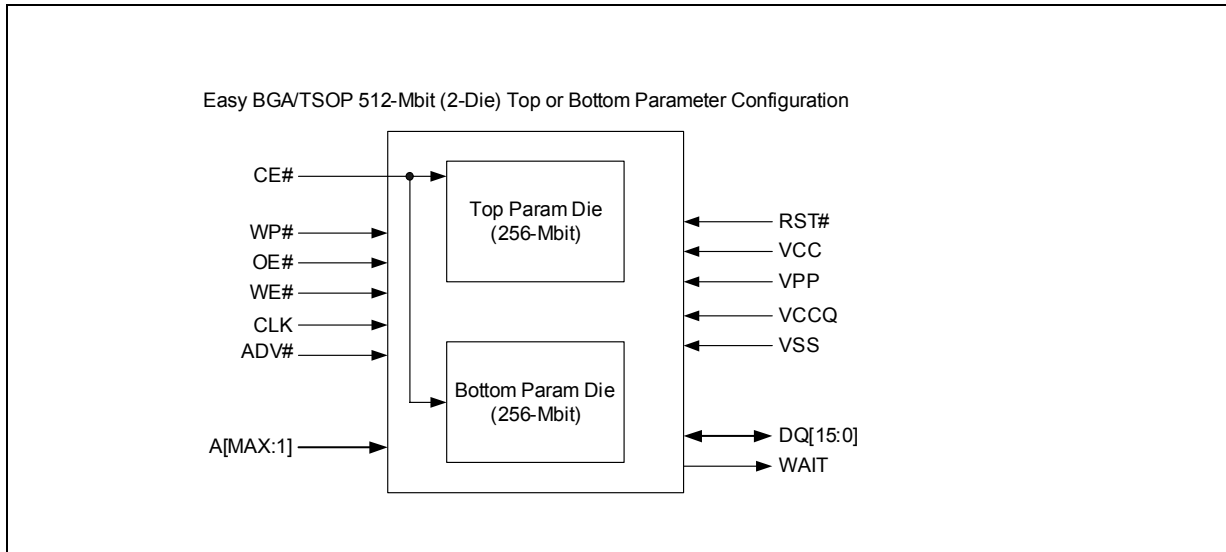 Easy BGA/TSOP 512-Mbit (2-Die) Top or Bottom Parameter Configuration
CE#
WP#
OE#
WE#
CLK
ADV#
A[MAX:1]
Top Param Die
(256-Mbit)
Bottom Param Die
(256-Mbit)
RST#
VCC
VPP
VCCQ
VSS
DQ[15:0]
WAIT